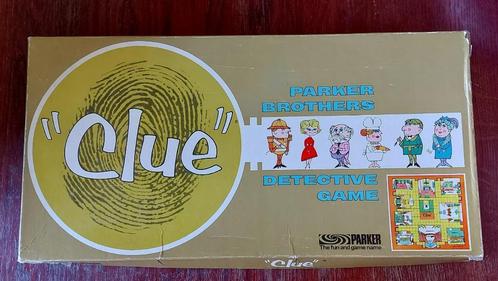 "Clue"
PARKER
BROTHERS
DETECTIVE
GAME
PARKER
The fun and game name
"Clue"